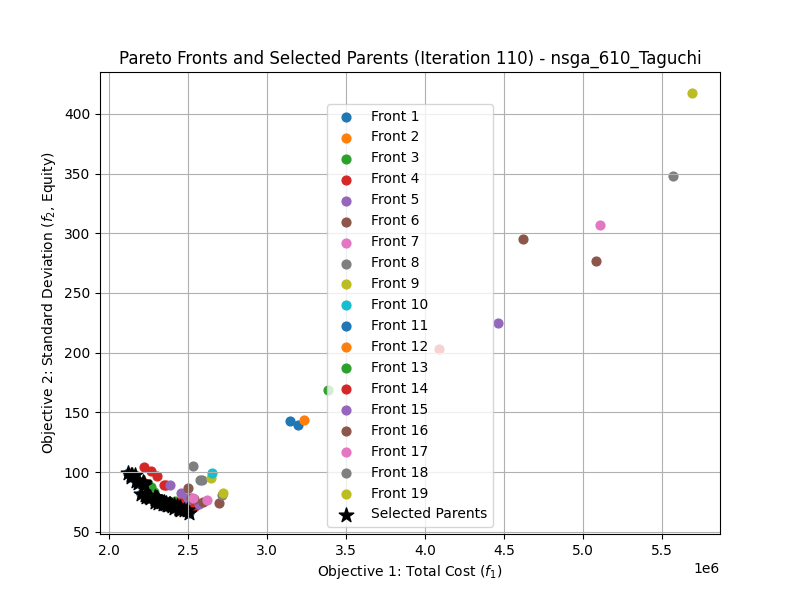 Pareto Fronts and Selected Parents (Iteration 110) - nsga_610_Taguchi
Objective 2: Standard Deviation (f₂, Equity)
400
350
300
250
200
150
100
50
Front 1
Front 2
Front 3
Front 4
Front 5
Front 6
Front 7
Front 8
Front 9
Front 10
Front 11
Front 12
Front 13
Front 14
Front 15
Front 16
Front 17
Front 18
Front 19
Selected Parents
2.0 2.5 3.0 3.5 4.0 4.5 5.0 5.5
1e6
Objective 1: Total Cost (f₁)